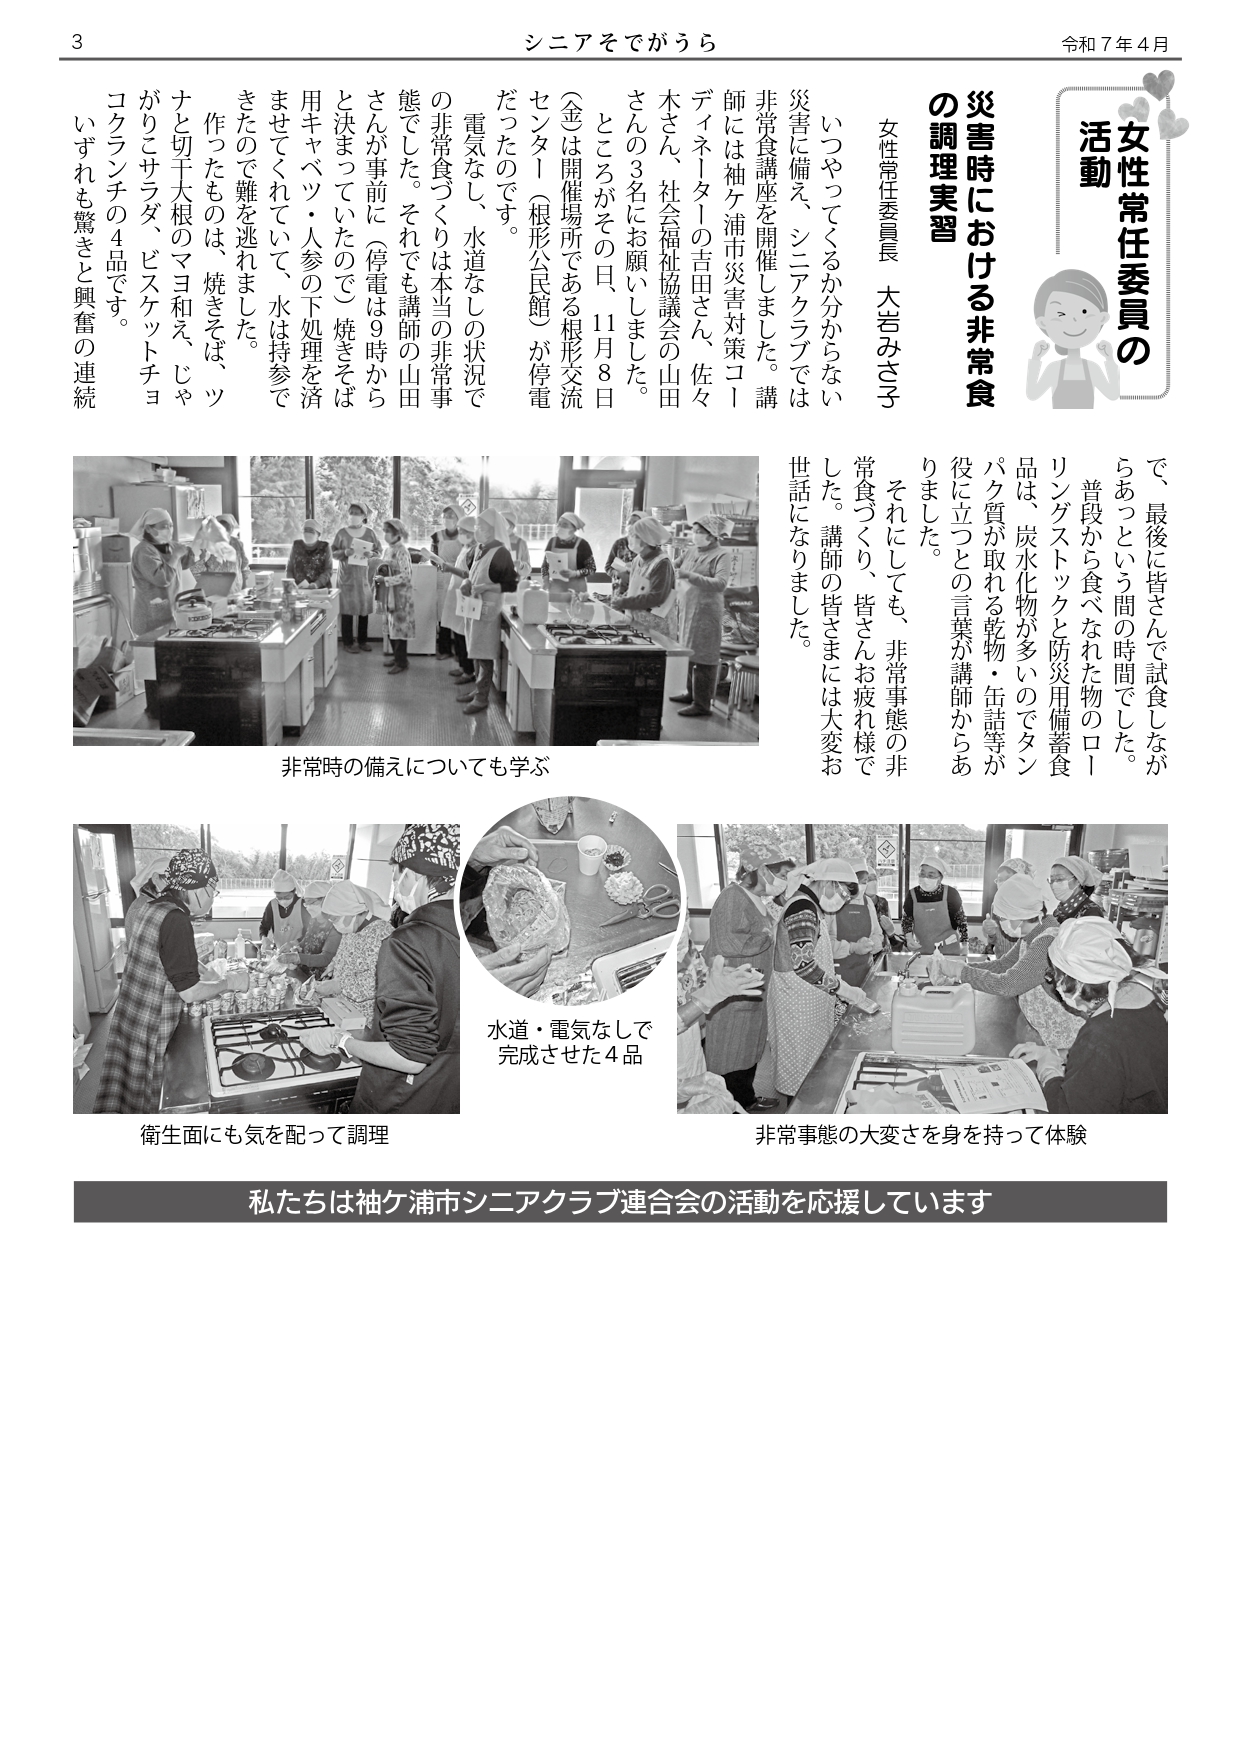 3
シニアそでがうら
令和７年４月
女性常任委員の
活動
災害時における非常食
の調理実習
女性常任委員長　大岩みさ子
いつやってくるか分からない
災害に備え、シニアクラブでは
非常食講座を開催しました。講
師には袖ケ浦市災害対策コー
ディネーターの吉田さん、佐々
木さん、社会福祉協議会の山田
さんの３名にお願いしました。
ところがその日、11月８日
（金）は開催場所である根形交流
センター（根形公民館）が停電
だったのです。
電気なし、水道なしの状況で
の非常食づくりは本当の非常事
態でした。それでも講師の山田
さんが事前に（停電は９時から
と決まっていたので）焼きそば
用キャベツ・人参の下処理を済
ませてくれていて、水は持参で
きたので難を逃れました。
作ったものは、焼きそば、ツ
ナと切干大根のマヨ和え、じゃ
がりこサラダ、ビスケットチョ
コクランチの４品です。
いずれも驚きと興奮の連続
で、最後に皆さんで試食しなが
らあっという間の時間でした。
普段から食べなれた物のロー
リングストックと防災用備蓄食
品は、炭水化物が多いのでタン
パク質が取れる乾物・缶詰等が
役に立つとの言葉が講師からあ
りました。
それにしても、非常事態の非
常食づくり、皆さんお疲れ様で
した。講師の皆さまには大変お
世話になりました。
非常時の備えについても学ぶ
水道・電気なしで
完成させた４品
衛生面にも気を配って調理
非常事態の大変さを身を持って体験
私たちは袖ケ浦市シニアクラブ連合会の活動を応援しています